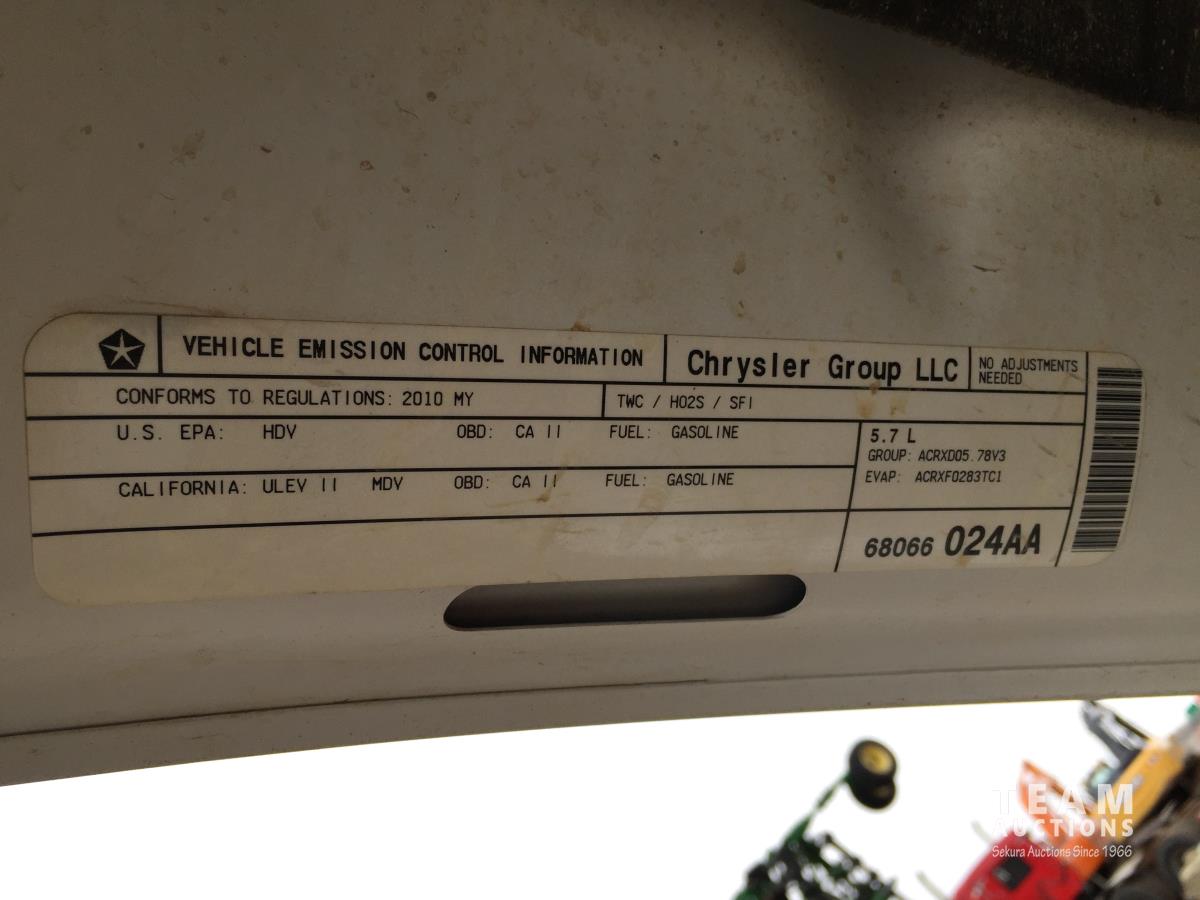 VEHICLE EMISSION CONTROL INFORMATION
Chrysler Group LLC
NO ADJUSTMENTS
NEEDED
CONFORMS TO REGULATIONS: 2010 MY
TWC / HO2S / SFI
U.S. EPA: HDV OBD: CA II FUEL: GASOLINE
5.7 L
GROUP: ACRXD05.78V3
EVAP: ACRXF0283TC1
CALIFORNIA: ULEV II MDV OBD: CA II FUEL: GASOLINE
68066 024AA
TEAM
AUCTIONS
Sekura Auctions Since 1966